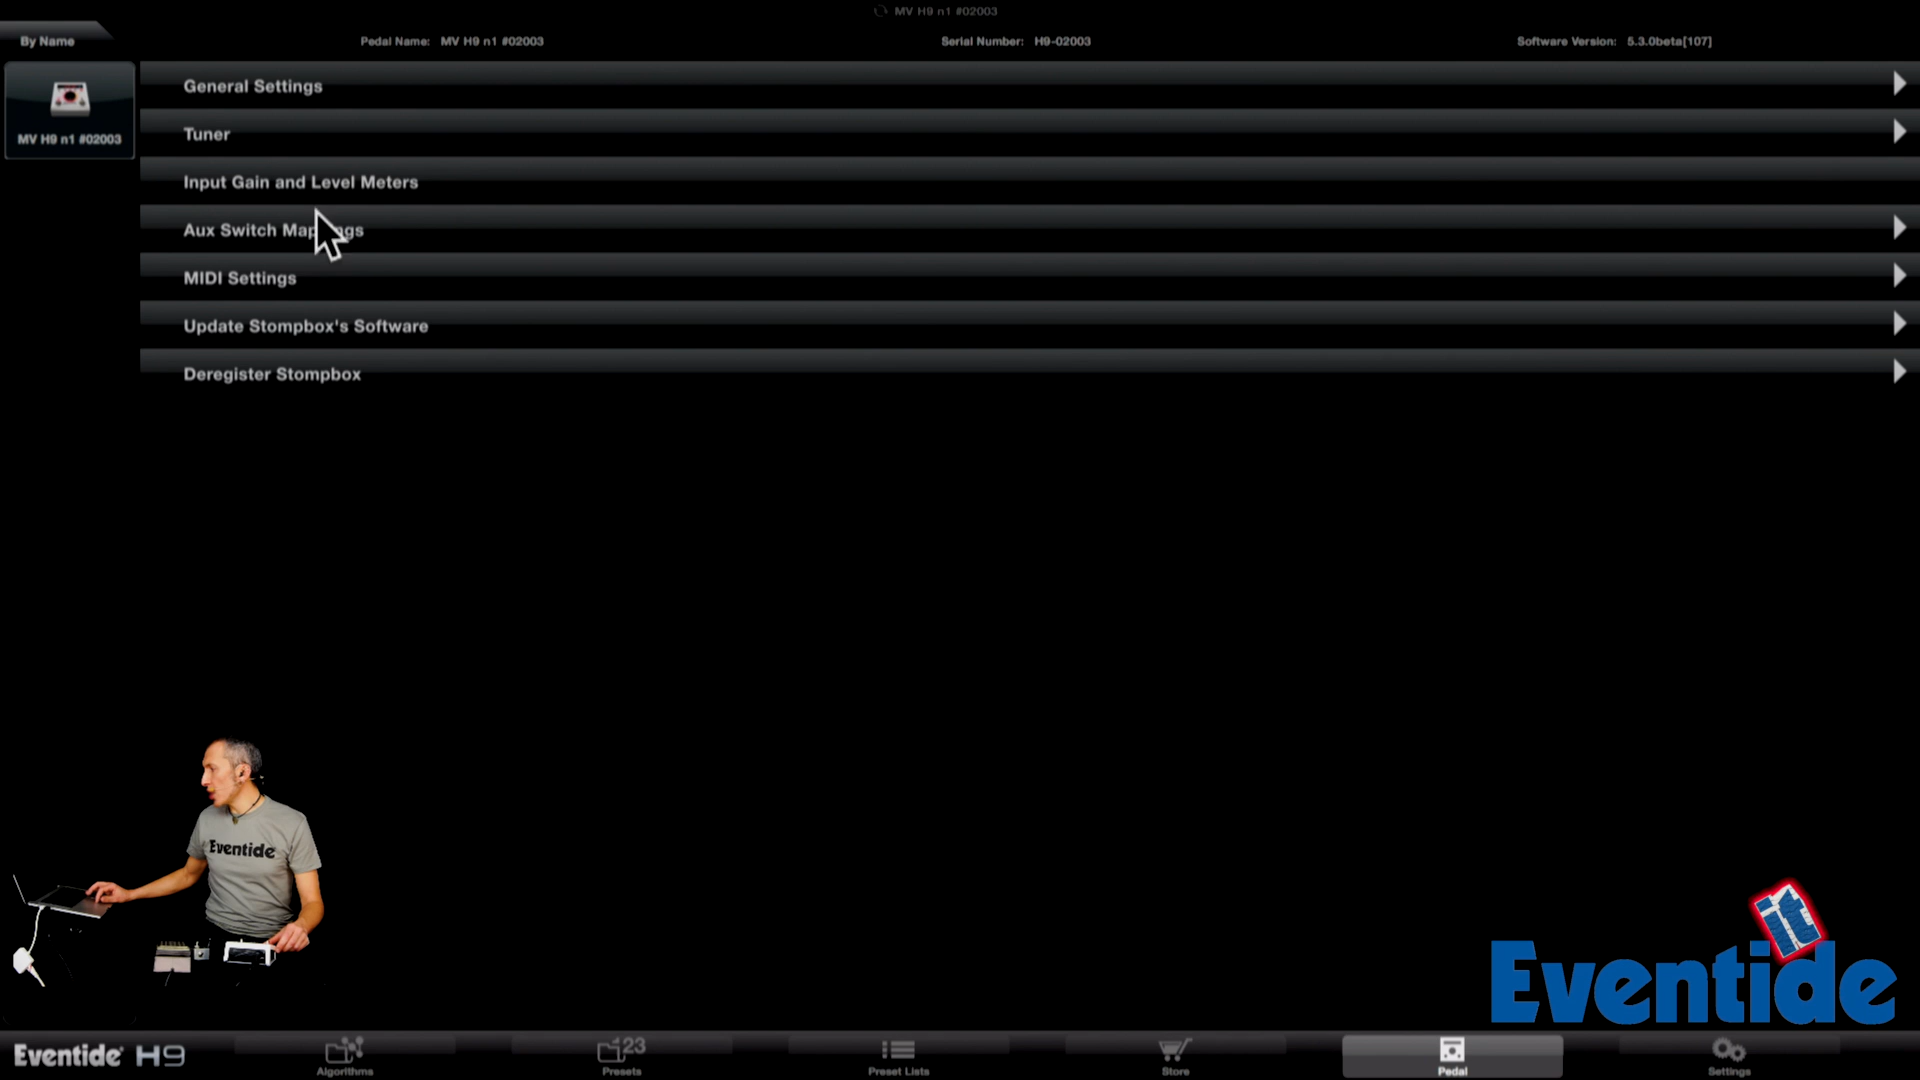 MV H9 n1 #02003
By Name
Pedal Name: MV H9 n1 #02003
Serial Number: H9-02003
Software Version: 5.3.0beta[107]
MV H9 n1 #02003
General Settings
Tuner
Input Gain and Level Meters
Aux Switch Mappings
MIDI Settings
Update Stompbox's Software
Deregister Stompbox
Eventide
it
Eventide
Eventide H9
123
Algorithms
Presets
Preset Lists
Store
Pedal
Settings